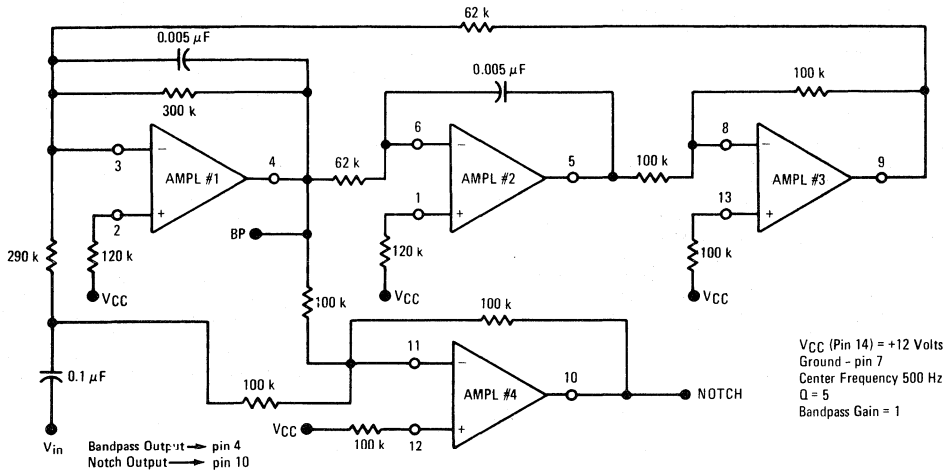 62 k
0.005 μF
0.005 μF
300 k
100 k
3
AMPL #1
4
62 k
6
AMPL #2
5
100 k
8
AMPL #3
9
2
1
13
BP
290 k
120 k
120 k
100 k
VCC
VCC
VCC
100 k
100 k
11
AMPL #4
10
NOTCH
0.1 μF
100 k
VCC
100 k
12
Vin
Bandpass Output → pin 4
Notch Output → pin 10
VCC (Pin 14) = +12 Volts
Ground - pin 7
Center Frequency 500 Hz
Q = 5
Bandpass Gain = 1